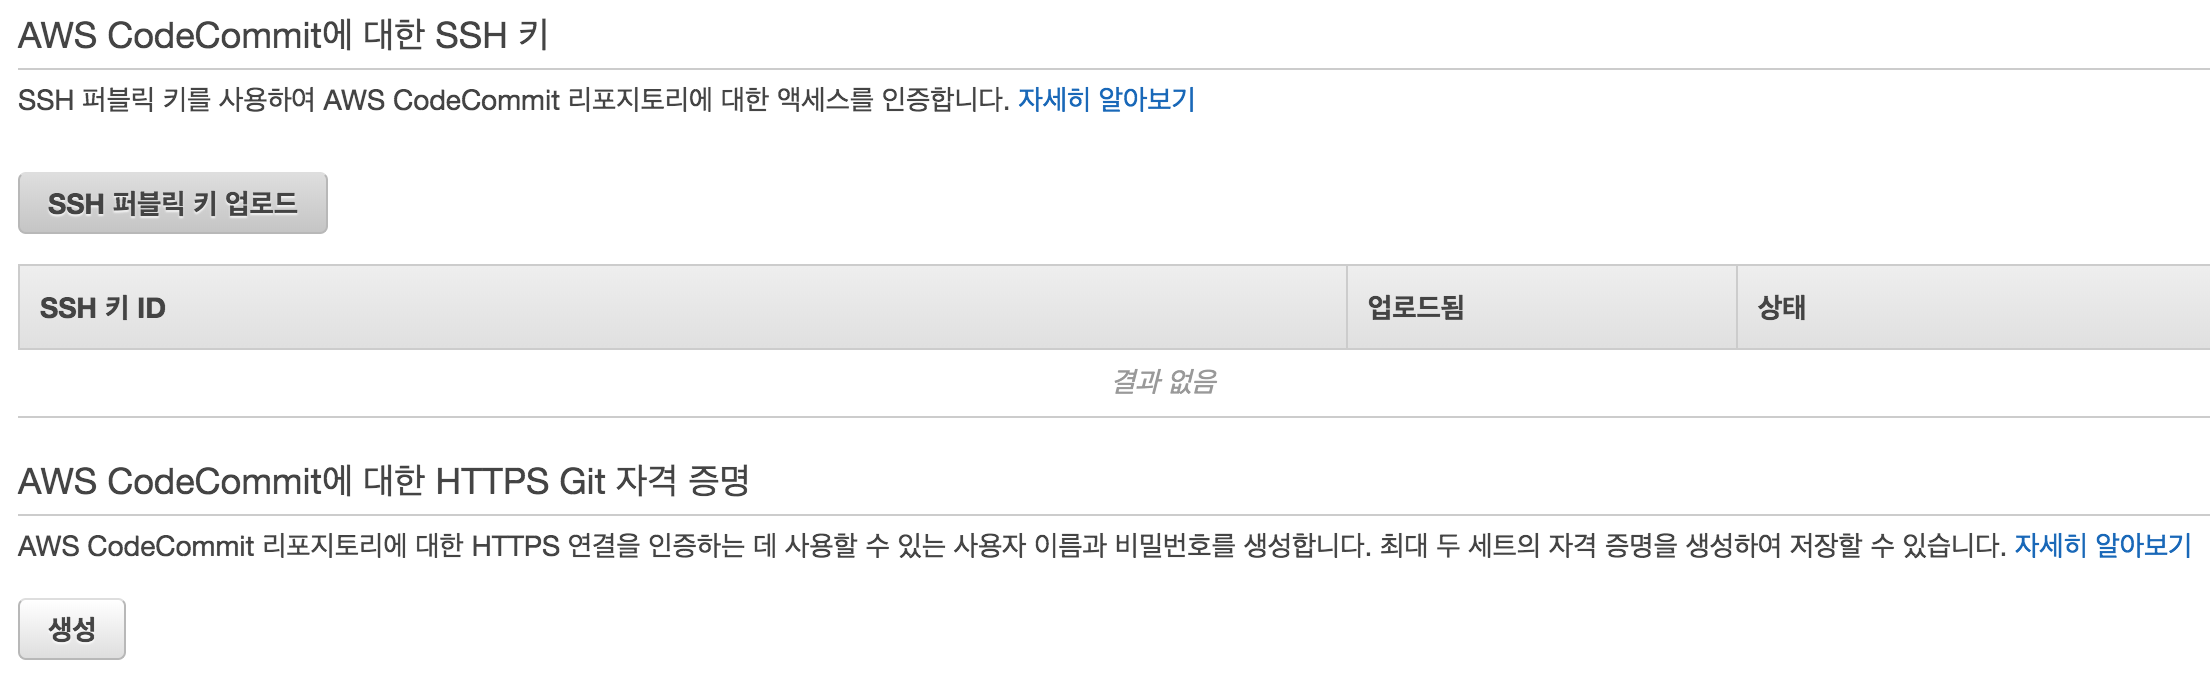 AWS CodeCommit에 대한 SSH 키
SSH 퍼블릭 키를 사용하여 AWS CodeCommit 리포지토리에 대한 액세스를 인증합니다. 자세히 알아보기
SSH 퍼블릭 키 업로드
SSH 키 ID 업로드됨 상태
결과 없음
AWS CodeCommit에 대한 HTTPS Git 자격 증명
AWS CodeCommit 리포지토리에 대한 HTTPS 연결을 인증하는 데 사용할 수 있는 사용자 이름과 비밀번호를 생성합니다. 최대 두 세트의 자격 증명을 생성하여 저장할 수 있습니다. 자세히 알아보기
생성